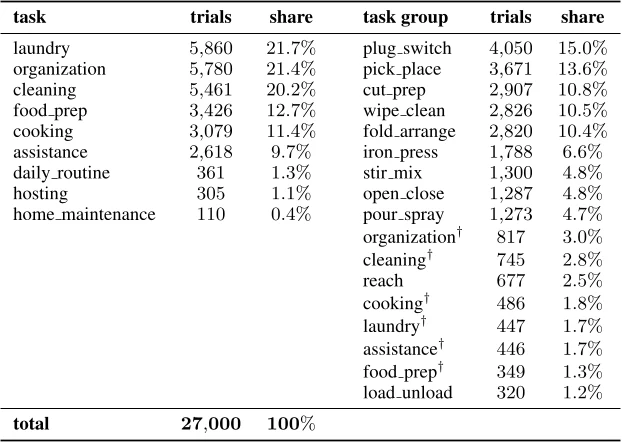 task trials share task group trials share
laundry 5,860 21.7% plug_switch 4,050 15.0%
organization 5,780 21.4% pick_place 3,671 13.6%
cleaning 5,461 20.2% cut_prep 2,907 10.8%
food_prep 3,426 12.7% wipe_clean 2,826 10.5%
cooking 3,079 11.4% fold_arrange 2,820 10.4%
assistance 2,618 9.7% iron_press 1,788 6.6%
daily_routine 361 1.3% stir_mix 1,300 4.8%
hosting 305 1.1% open_close 1,287 4.8%
home_maintenance 110 0.4% pour_spray 1,273 4.7%
organization† 817 3.0%
cleaning† 745 2.8%
reach 677 2.5%
cooking† 486 1.8%
laundry† 447 1.7%
assistance† 446 1.7%
food_prep† 349 1.3%
load_unload 320 1.2%
total 27,000 100%